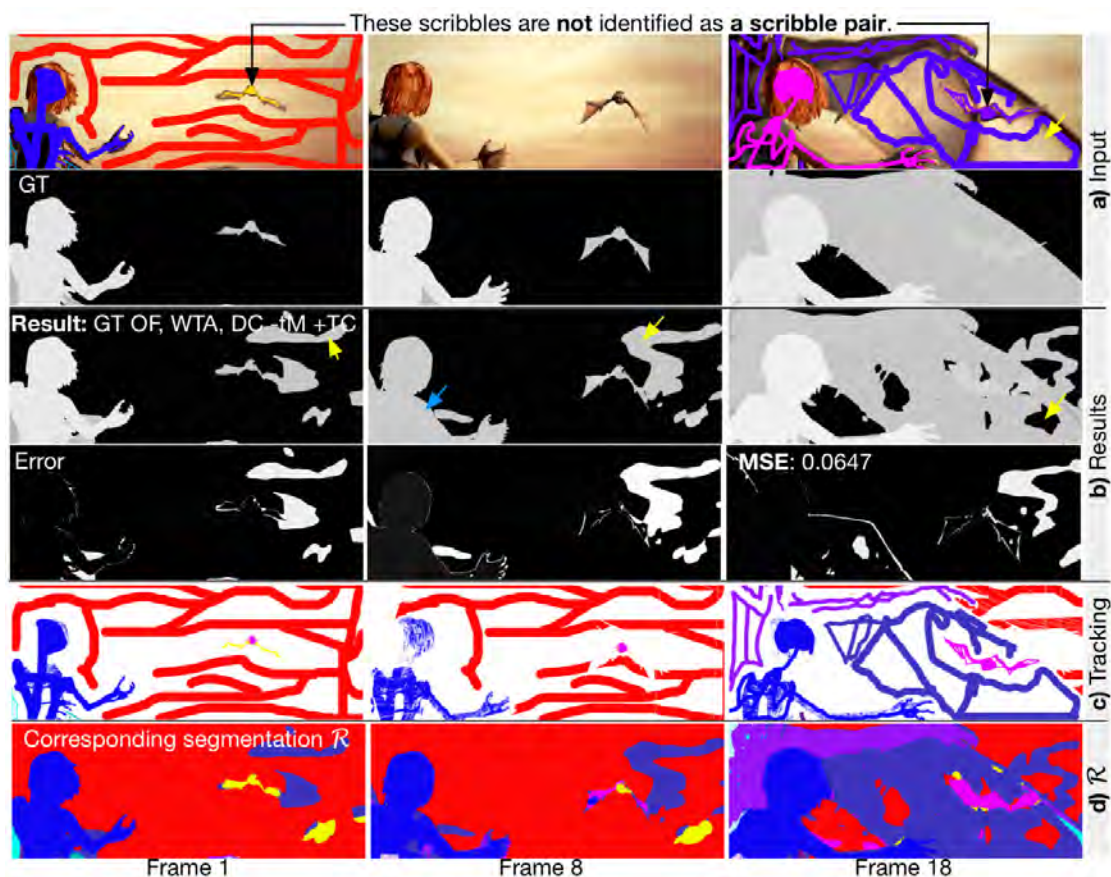 These scribbles are not identified as a scribble pair.
a) Input
GT
Result: GT OF, WTA, DC -fM +TC
b) Results
Error
MSE: 0.0647
c) Tracking
Corresponding segmentation ℛ
d) ℛ
Frame 1
Frame 8
Frame 18